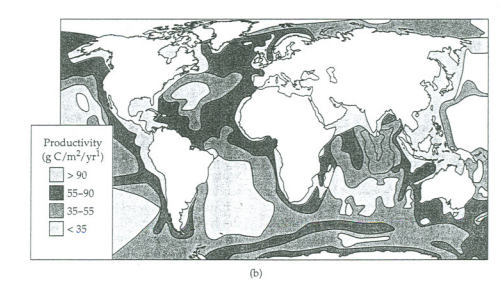 Productivity
(g C/m²/yr¹)
> 90
55–90
35–55
< 35
(b)